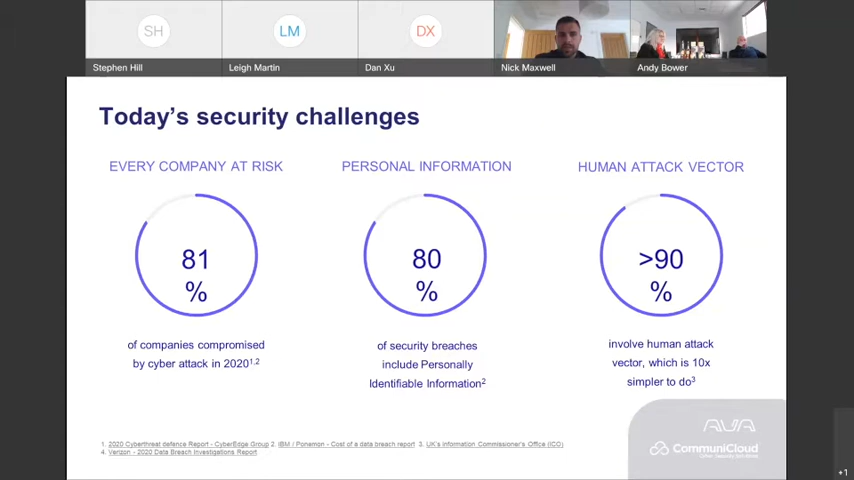 SH
LM
DX
Stephen Hill
Leigh Martin
Dan Xu
Nick Maxwell
Andy Bower
Today's security challenges
EVERY COMPANY AT RISK
81
%
of companies compromised
by cyber attack in 2020¹,²
PERSONAL INFORMATION
80
%
of security breaches
include Personally
Identifiable Information²
HUMAN ATTACK VECTOR
>90
%
involve human attack
vector, which is 10x
simpler to do³
1. 2020 Cyberthreat defence Report - CyberEdge Group 2. IBM / Ponemon - Cost of a data breach report 3. UK's Information Commissioner's Office (ICO)
4. Verizon - 2020 Data Breach Investigations Report
AVA
CommuniCloud
+1